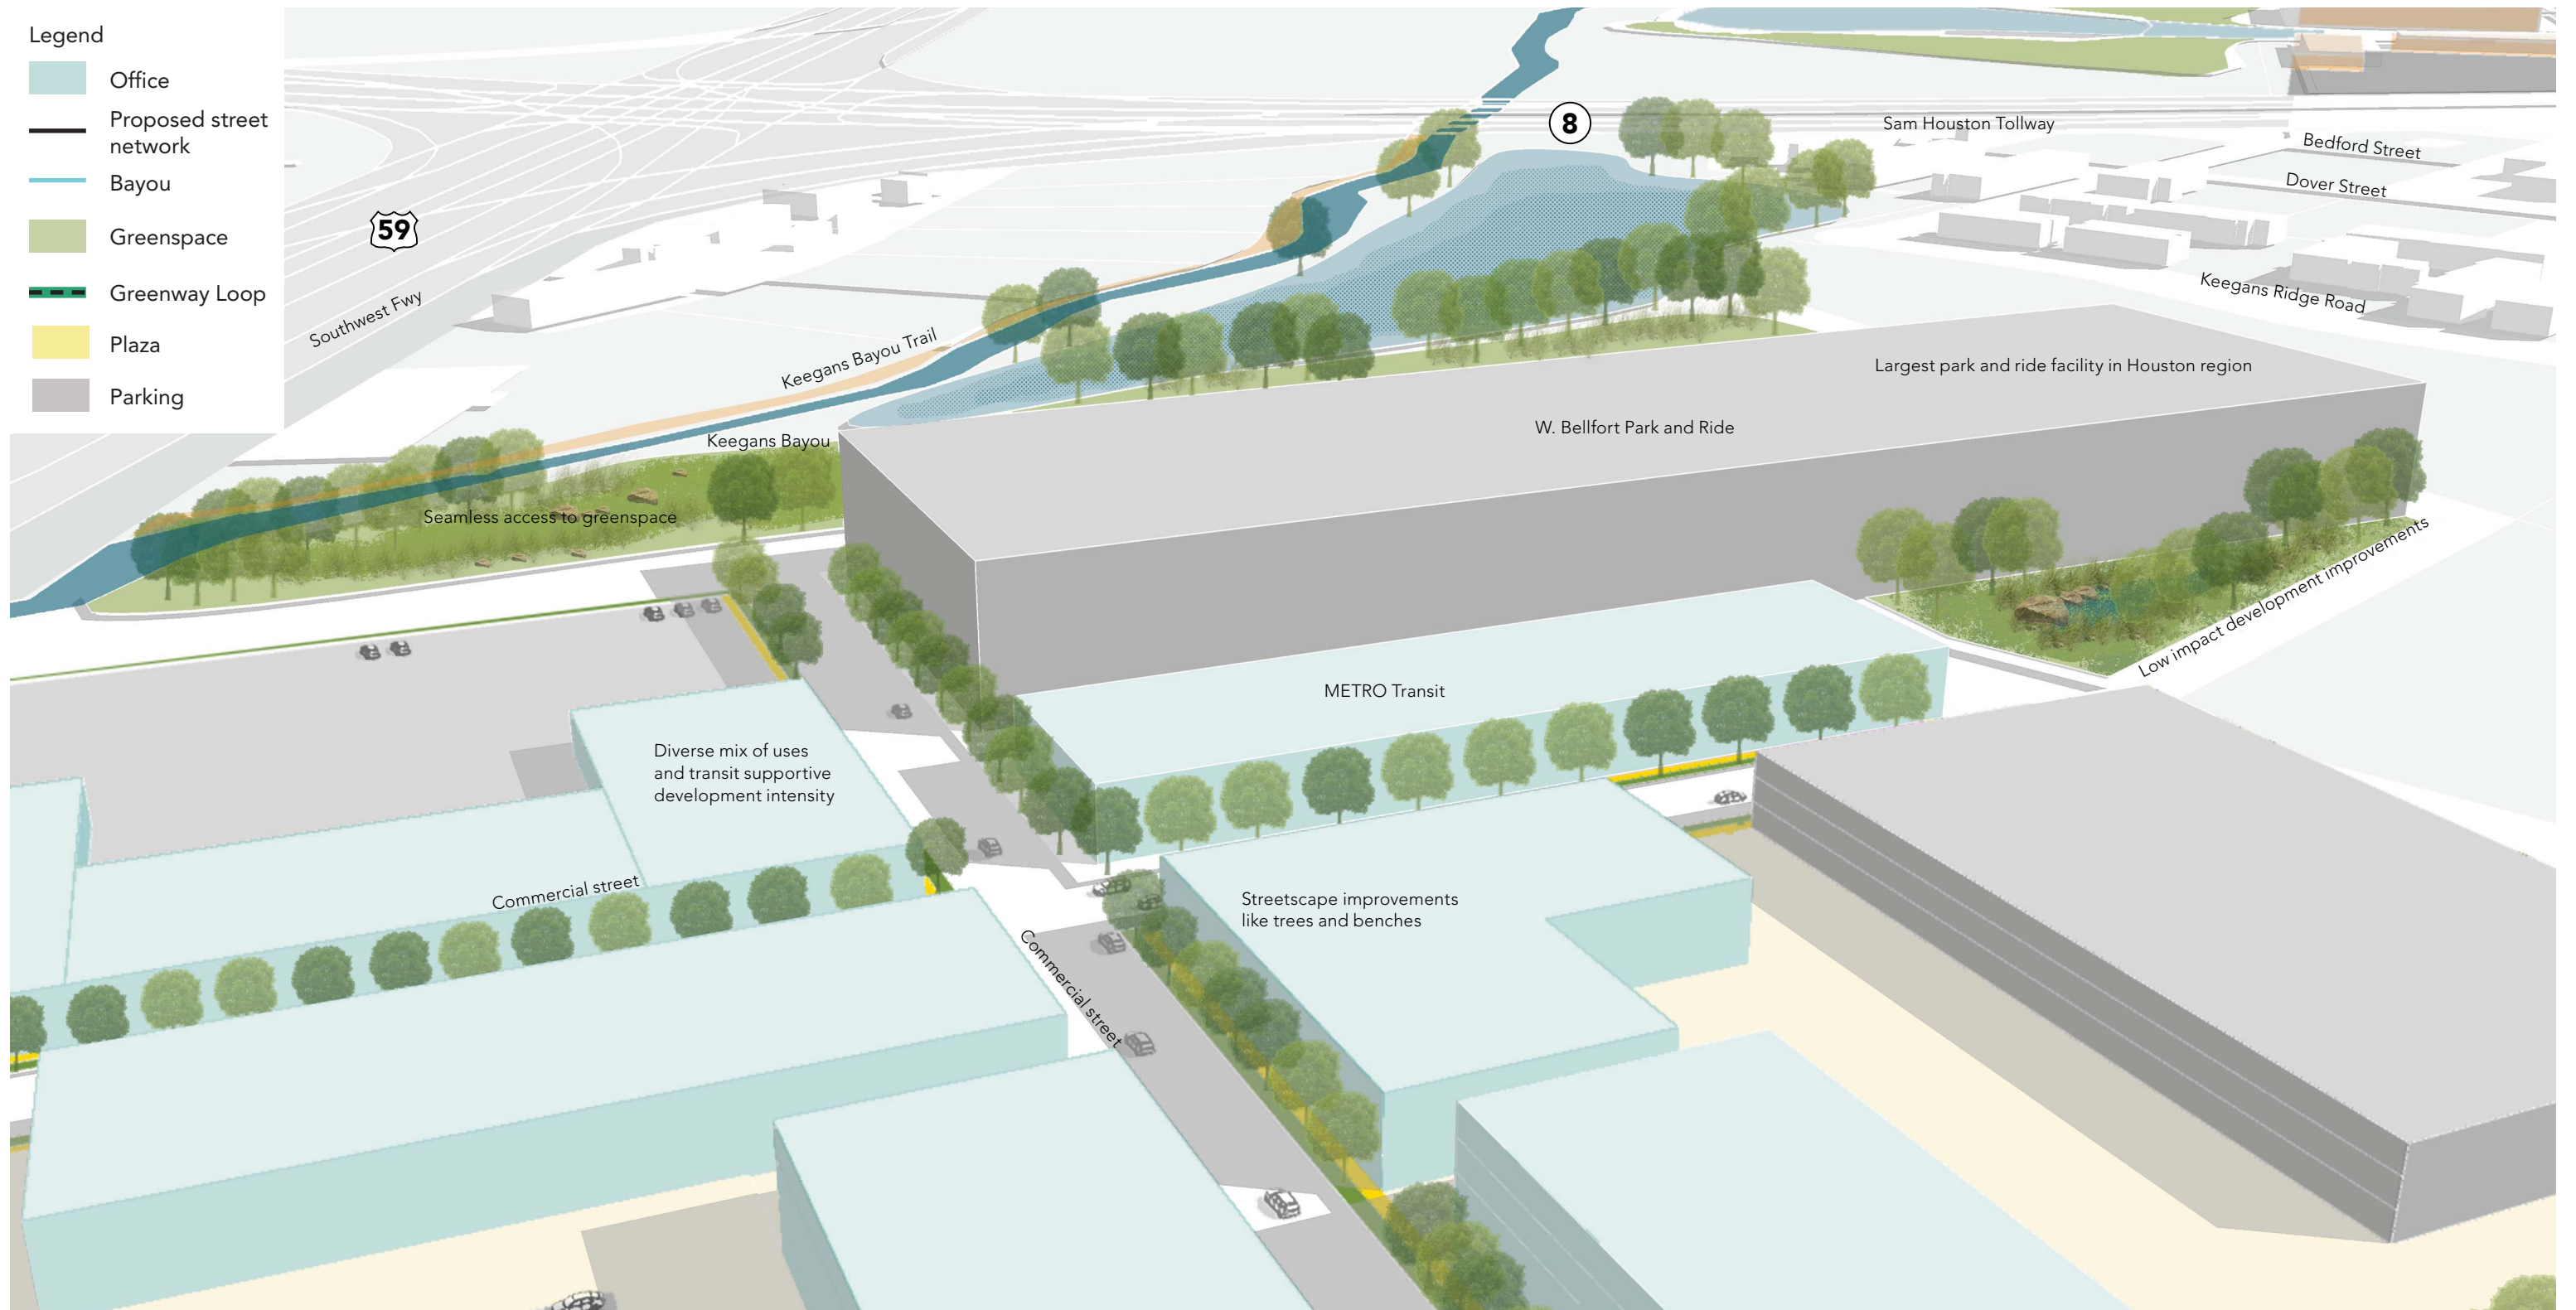 Legend
Office
Proposed street
network
Bayou
Greenspace
Greenway Loop
Plaza
Parking
59
Southwest Fwy
8
Sam Houston Tollway
Bedford Street
Dover Street
Keegans Ridge Road
Keegans Bayou Trail
Keegans Bayou
Largest park and ride facility in Houston region
W. Bellfort Park and Ride
Seamless access to greenspace
Low impact development improvements
METRO Transit
Diverse mix of uses
and transit supportive
development intensity
Commercial street
Streetscape improvements
like trees and benches
Commercial street